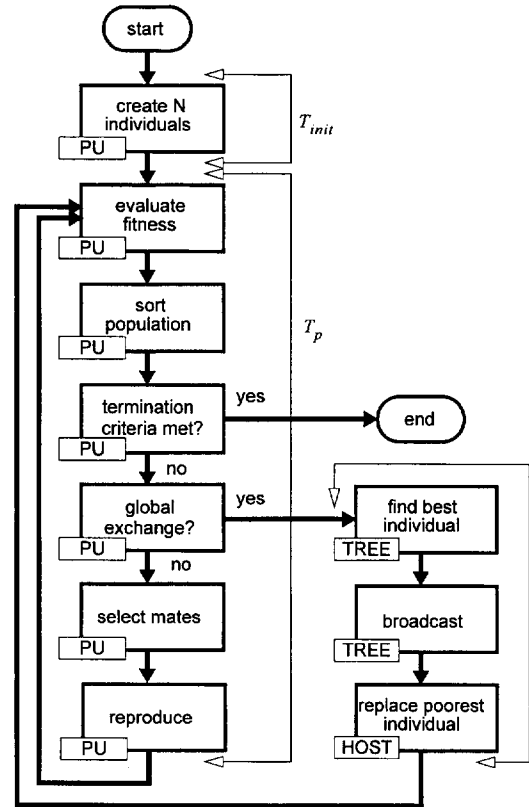 start
create N
individuals
PU
T_init
evaluate
fitness
PU
sort
population
PU
T_p
termination
criteria met?
PU
yes
end
no
global
exchange?
PU
yes
find best
individual
TREE
no
select mates
PU
broadcast
TREE
reproduce
PU
replace poorest
individual
HOST